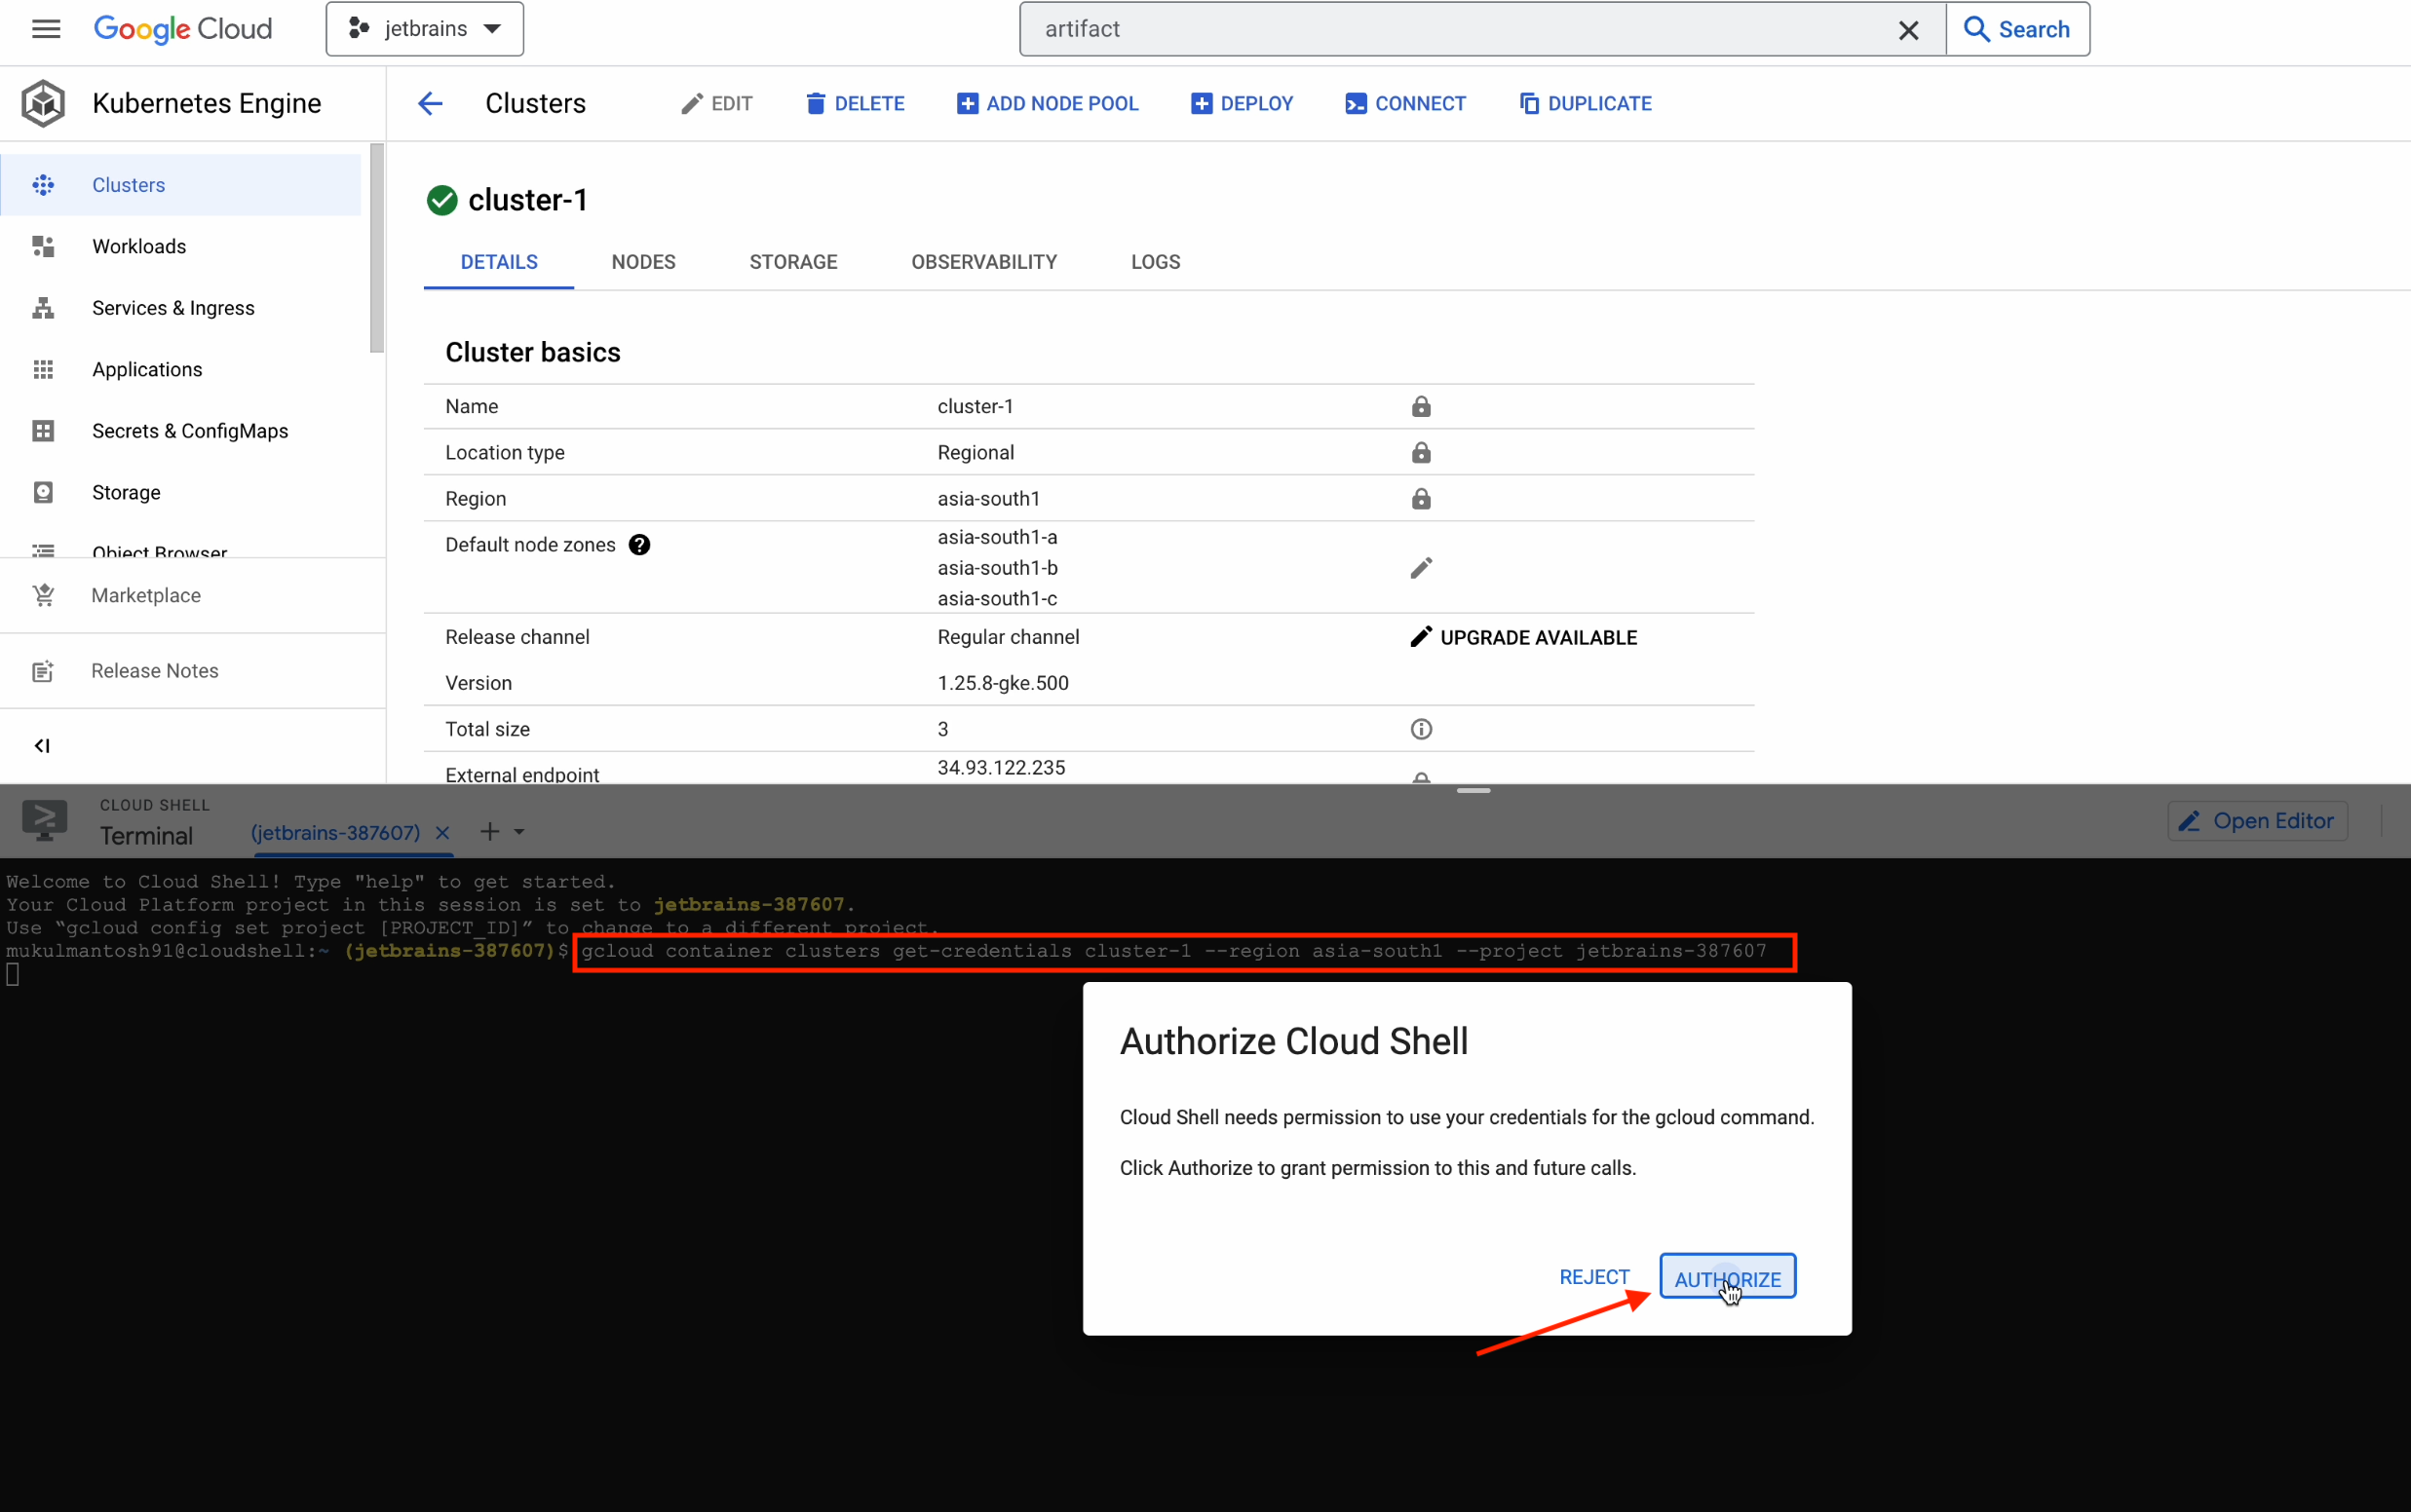 Google Cloud
jetbrains
artifact
Search
Kubernetes Engine
Clusters
EDIT
DELETE
ADD NODE POOL
DEPLOY
CONNECT
DUPLICATE
Clusters
Workloads
Services & Ingress
Applications
Secrets & ConfigMaps
Storage
Object Browser
Marketplace
Release Notes
cluster-1
DETAILS
NODES
STORAGE
OBSERVABILITY
LOGS
Cluster basics
Name cluster-1
Location type Regional
Region asia-south1
Default node zones asia-south1-a
asia-south1-b
asia-south1-c
Release channel Regular channel UPGRADE AVAILABLE
Version 1.25.8-gke.500
Total size 3
External endpoint 34.93.122.235
CLOUD SHELL
Terminal
(jetbrains-387607)
Open Editor
Welcome to Cloud Shell! Type "help" to get started.
Your Cloud Platform project in this session is set to jetbrains-387607.
Use “gcloud config set project [PROJECT_ID]” to change to a different project.
mukulmantosh91@cloudshell:~ (jetbrains-387607)$ gcloud container clusters get-credentials cluster-1 --region asia-south1 --project jetbrains-387607
Authorize Cloud Shell
Cloud Shell needs permission to use your credentials for the gcloud command.
Click Authorize to grant permission to this and future calls.
REJECT
AUTHORIZE